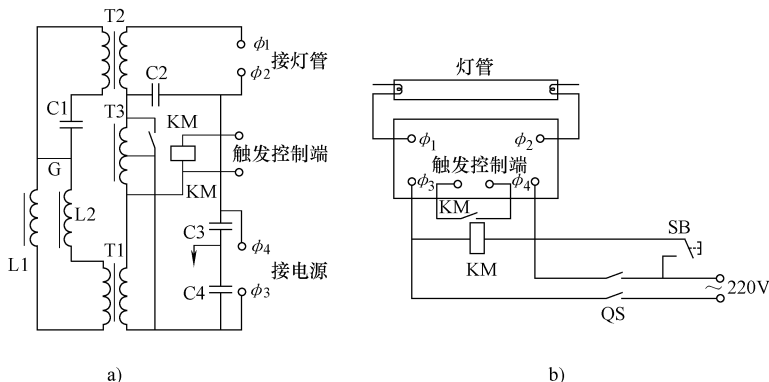 T2
ϕ1
接灯管
ϕ2
C2
C1
T3
KM
触发控制端
G
KM
L2
C3
ϕ4
L1
T1
接电源
C4
ϕ3
a)
灯管
ϕ1
ϕ2
触发控制端
ϕ3
ϕ4
KM
SB
KM
~220V
QS
b)